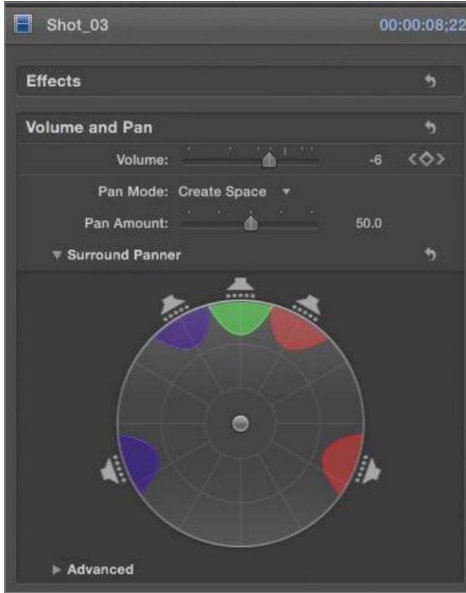 Shot_03 00:00:08;22
Effects
Volume and Pan
Volume: -6
Pan Mode: Create Space
Pan Amount: 50.0
Surround Panner
Advanced